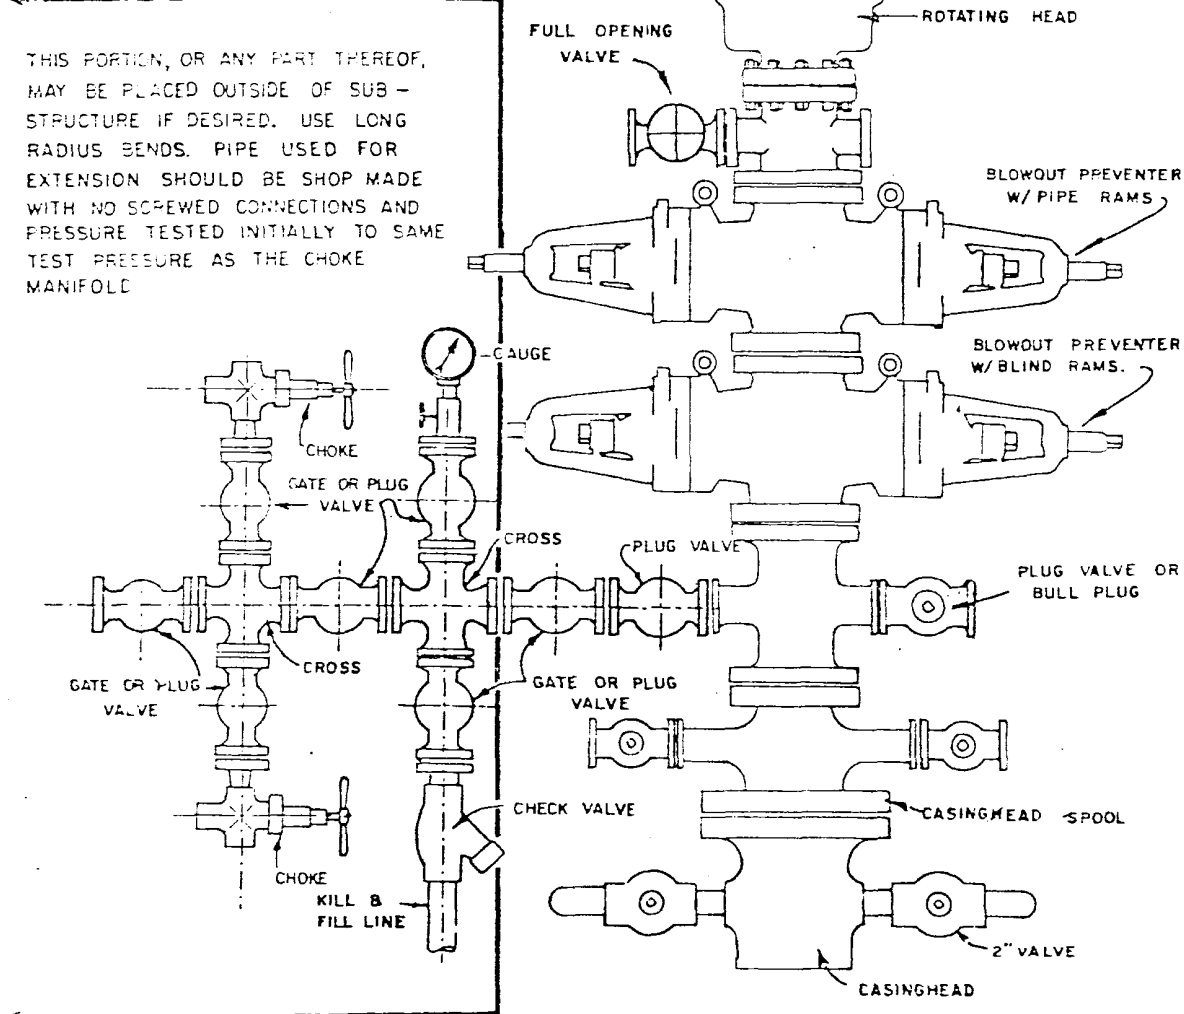 THIS PORTION, OR ANY PART THEREOF,
MAY BE PLACED OUTSIDE OF SUB-
STRUCTURE IF DESIRED. USE LONG
RADIUS BENDS. PIPE USED FOR
EXTENSION SHOULD BE SHOP MADE
WITH NO SCREWED CONNECTIONS AND
PRESSURE TESTED INITIALLY TO SAME
TEST PRESSURE AS THE CHOKE
MANIFOLD
ROTATING HEAD
FULL OPENING
VALVE
BLOWOUT PREVENTER
W/ PIPE RAMS
BLOWOUT PREVENTER
W/BLIND RAMS.
GAUGE
CHOKE
GATE OR PLUG
VALVE
CROSS
PLUG VALVE
PLUG VALVE OR
BULL PLUG
CROSS
GATE OR PLUG
VALVE
GATE OR PLUG
VALVE
CHECK VALVE
CASINGHEAD SPOOL
CHOKE
KILL &
FILL LINE
2" VALVE
CASINGHEAD